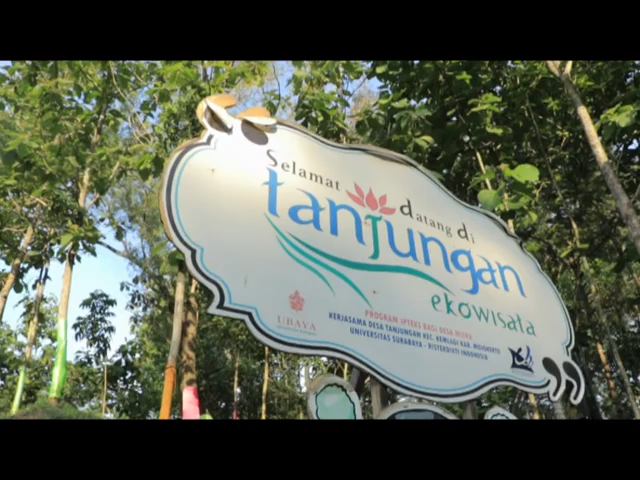 Selamat datang di
tanjungan
ekowisata
UBAYA
PROGRAM IPTEKS BAGI DESA MITRA
KERJASAMA DESA TANJUNGAN KEC. KEMLAGI KAB. MOJOKERTO
UNIVERSITAS SURABAYA - RISTEKDIKTI INDONESIA